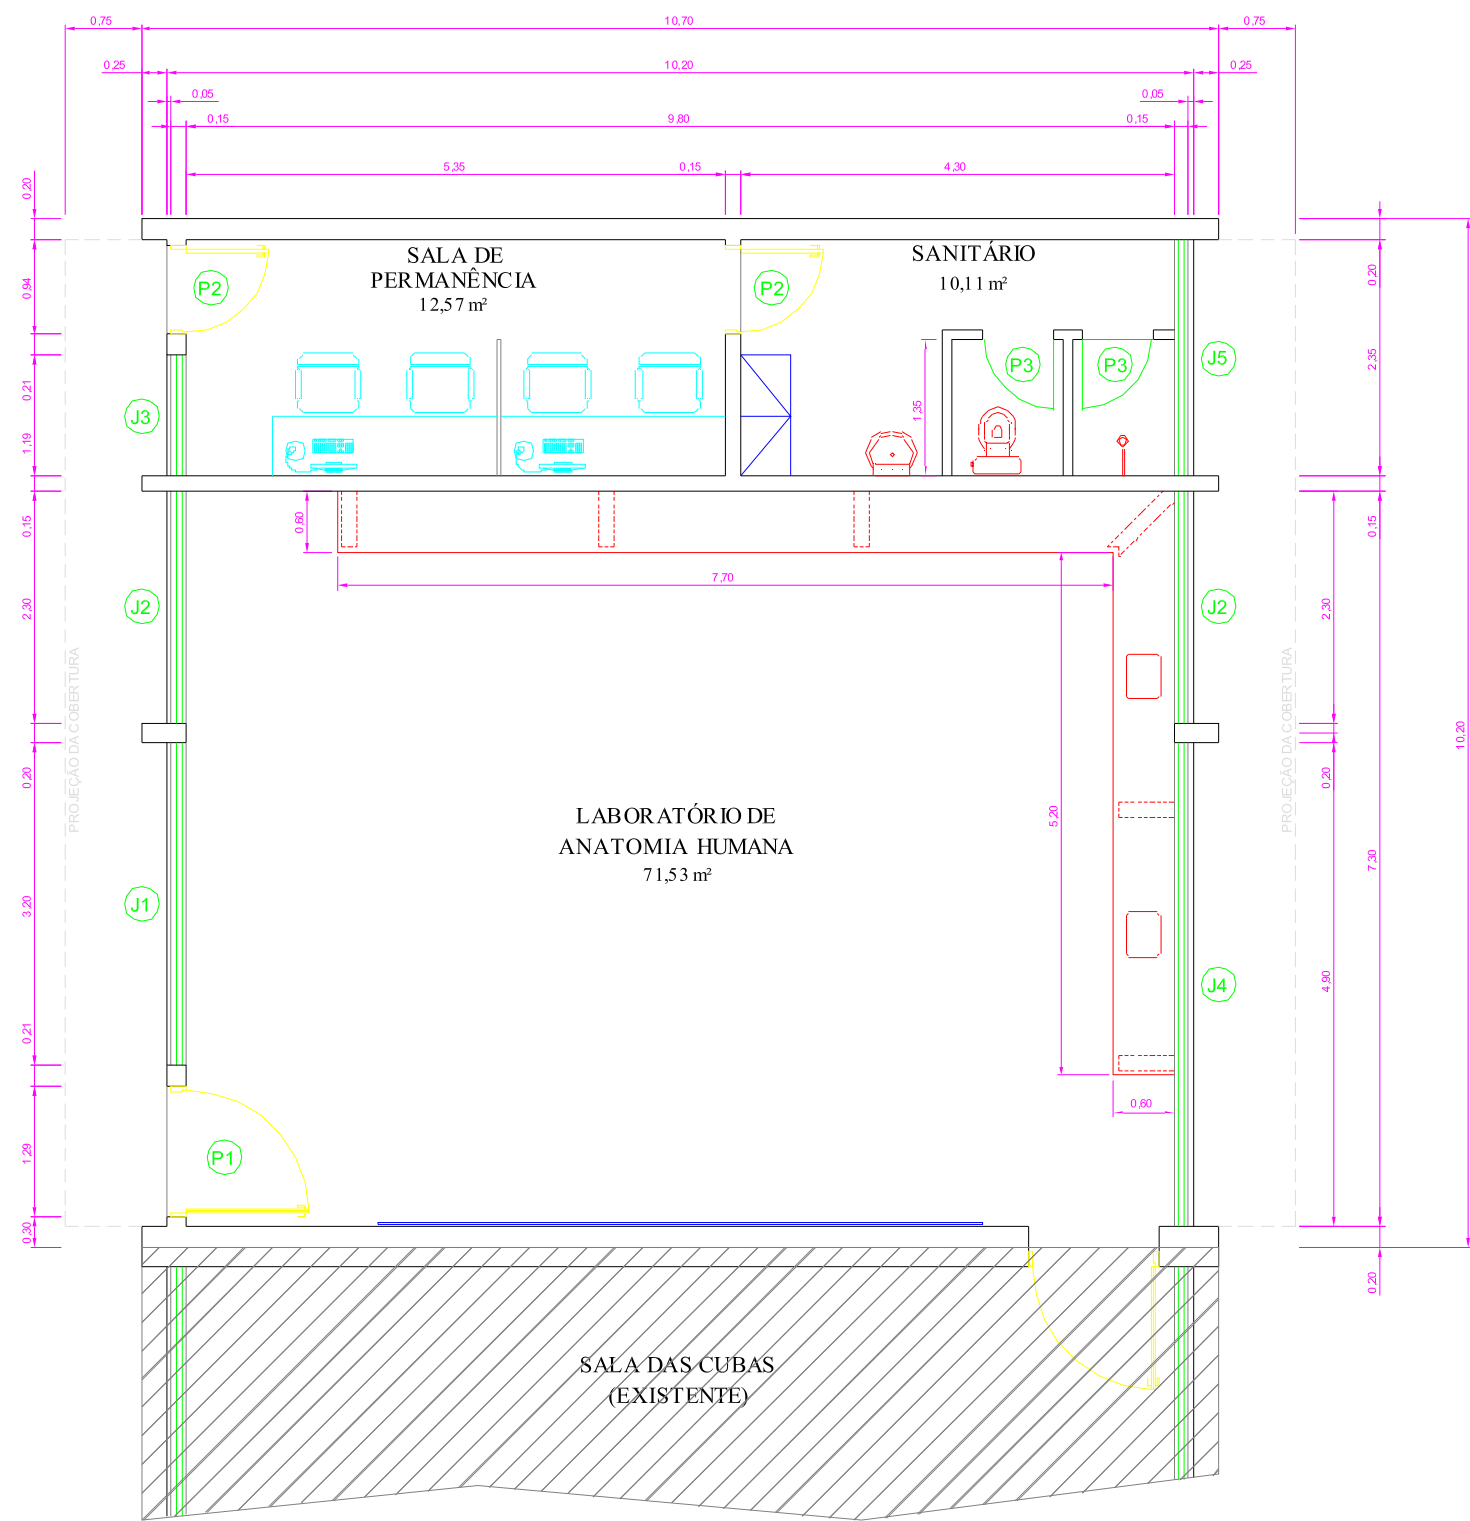 0,75
10,70
0,75
0,25
10,20
0,25
0,05
0,05
0,15
9,80
0,15
5,35
0,15
4,30
0,20
SALA DE
PERMANÊNCIA
12,57 m²
SANITÁRIO
10,11 m²
P2
P2
0,94
0,20
J5
P3
P3
2,35
0,21
J3
1,35
1,19
0,15
0,60
0,15
7,70
2,30
J2
J2
2,30
PROJEÇÃO DA COBERTURA
PROJEÇÃO DA COBERTURA
10,20
0,20
0,20
LABORATÓRIO DE
ANATOMIA HUMANA
71,53 m²
5,20
7,30
3,20
J1
J4
4,90
0,21
0,60
1,29
P1
0,30
0,20
SALA DAS CUBAS
(EXISTENTE)